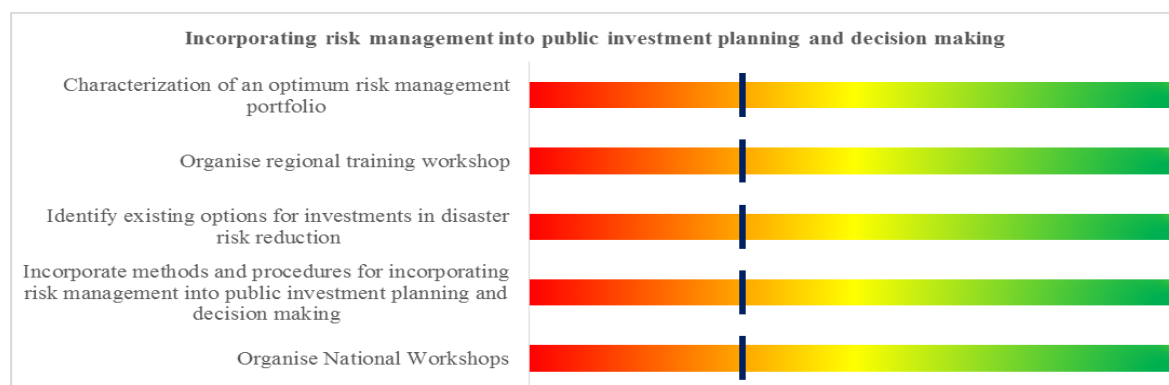 Incorporating risk management into public investment planning and decision making
Characterization of an optimum risk management
portfolio
Organise regional training workshop
Identify existing options for investments in disaster
risk reduction
Incorporate methods and procedures for incorporating
risk management into public investment planning and
decision making
Organise National Workshops